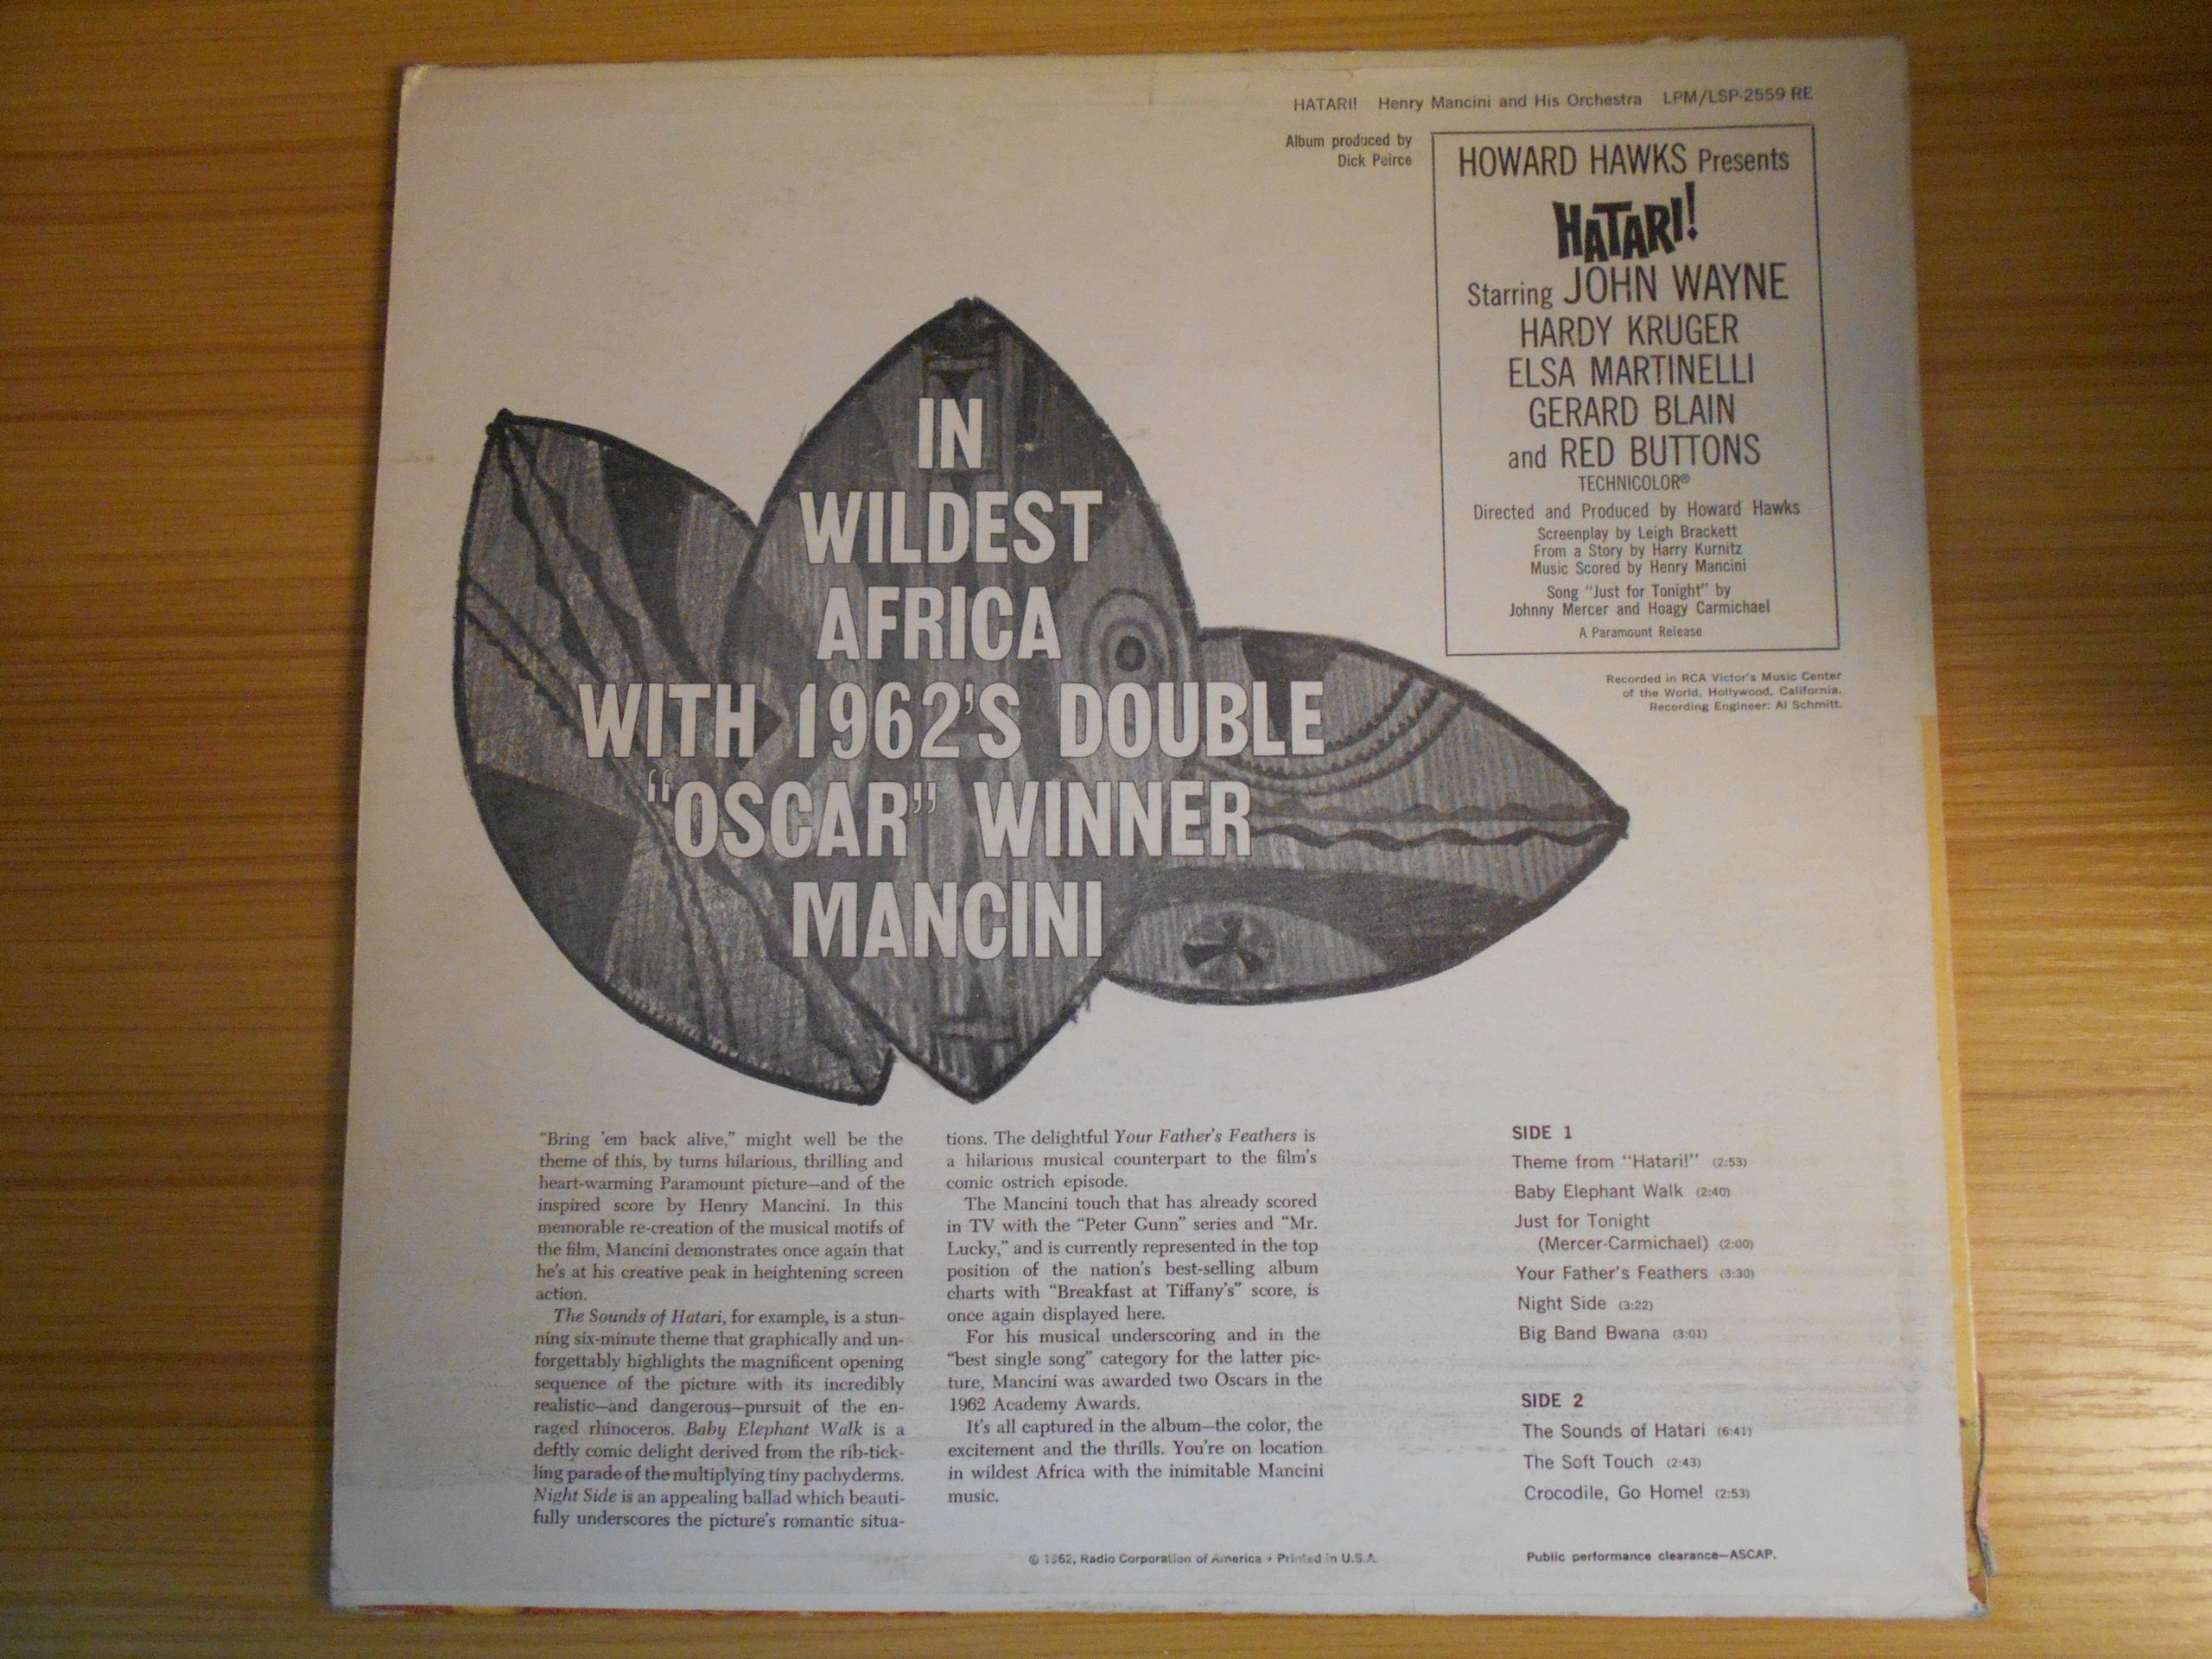 HATARI! Henry Mancini and His Orchestra LPM/LSP-2559 RE
Album produced by
Dick Peirce
HOWARD HAWKS Presents
HATARI!
Starring JOHN WAYNE
HARDY KRUGER
ELSA MARTINELLI
GERARD BLAIN
and RED BUTTONS
TECHNICOLOR®
Directed and Produced by Howard Hawks
Screenplay by Leigh Brackett
From a Story by Harry Kurnitz
Music Scored by Henry Mancini
Song "Just for Tonight" by
Johnny Mercer and Hoagy Carmichael
A Paramount Release
Recorded in RCA Victor's Music Center
of the World, Hollywood, California.
Recording Engineer: Al Schmitt.
IN
WILDEST
AFRICA
WITH 1962'S DOUBLE
“OSCAR” WINNER
MANCINI
“Bring 'em back alive,” might well be the
theme of this, by turns hilarious, thrilling and
heart-warming Paramount picture—and of the
inspired score by Henry Mancini. In this
memorable re-creation of the musical motifs of
the film, Mancini demonstrates once again that
he's at his creative peak in heightening screen
action.
The Sounds of Hatari, for example, is a stun-
ning six-minute theme that graphically and un-
forgettably highlights the magnificent opening
sequence of the picture with its incredibly
realistic—and dangerous—pursuit of the en-
raged rhinoceros. Baby Elephant Walk is a
deftly comic delight derived from the rib-tick-
ling parade of the multiplying tiny pachyderms.
Night Side is an appealing ballad which beauti-
fully underscores the picture's romantic situa-
tions. The delightful Your Father's Feathers is
a hilarious musical counterpart to the film's
comic ostrich episode.
The Mancini touch that has already scored
in TV with the “Peter Gunn” series and “Mr.
Lucky,” and is currently represented in the top
position of the nation's best-selling album
charts with “Breakfast at Tiffany's” score, is
once again displayed here.
For his musical underscoring and in the
“best single song” category for the latter pic-
ture, Mancini was awarded two Oscars in the
1962 Academy Awards.
It's all captured in the album—the color, the
excitement and the thrills. You're on location
in wildest Africa with the inimitable Mancini
music.
SIDE 1
Theme from “Hatari!” (2:53)
Baby Elephant Walk (2:40)
Just for Tonight
(Mercer-Carmichael) (2:00)
Your Father's Feathers (3:30)
Night Side (3:22)
Big Band Bwana (3:01)
SIDE 2
The Sounds of Hatari (6:41)
The Soft Touch (2:43)
Crocodile, Go Home! (2:53)
© 1962, Radio Corporation of America • Printed in U.S.A.
Public performance clearance—ASCAP.